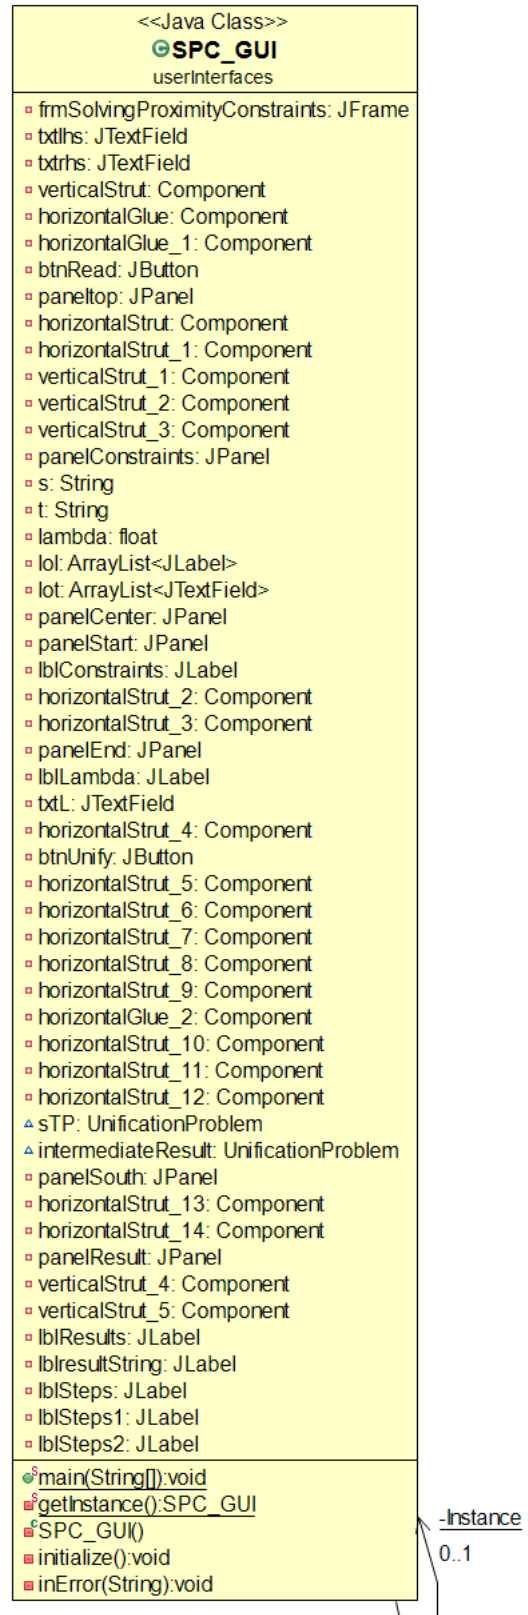 <<Java Class>>
SPC_GUI
userInterfaces
frmSolvingProximityConstraints: JFrame
txtlhs: JTextField
txtrhs: JTextField
verticalStrut: Component
horizontalGlue: Component
horizontalGlue_1: Component
btnRead: JButton
paneltop: JPanel
horizontalStrut: Component
horizontalStrut_1: Component
verticalStrut_1: Component
verticalStrut_2: Component
verticalStrut_3: Component
panelConstraints: JPanel
s: String
t: String
lambda: float
lol: ArrayList<JLabel>
lot: ArrayList<JTextField>
panelCenter: JPanel
panelStart: JPanel
lblConstraints: JLabel
horizontalStrut_2: Component
horizontalStrut_3: Component
panelEnd: JPanel
lblLambda: JLabel
txtL: JTextField
horizontalStrut_4: Component
btnUnify: JButton
horizontalStrut_5: Component
horizontalStrut_6: Component
horizontalStrut_7: Component
horizontalStrut_8: Component
horizontalStrut_9: Component
horizontalGlue_2: Component
horizontalStrut_10: Component
horizontalStrut_11: Component
horizontalStrut_12: Component
sTP: UnificationProblem
intermediateResult: UnificationProblem
panelSouth: JPanel
horizontalStrut_13: Component
horizontalStrut_14: Component
panelResult: JPanel
verticalStrut_4: Component
verticalStrut_5: Component
lblResults: JLabel
lblresultString: JLabel
lblSteps: JLabel
lblSteps1: JLabel
lblSteps2: JLabel
main(String[]):void
getInstance():SPC_GUI
SPC_GUI()
initialize():void
inError(String):void
-Instance
0..1